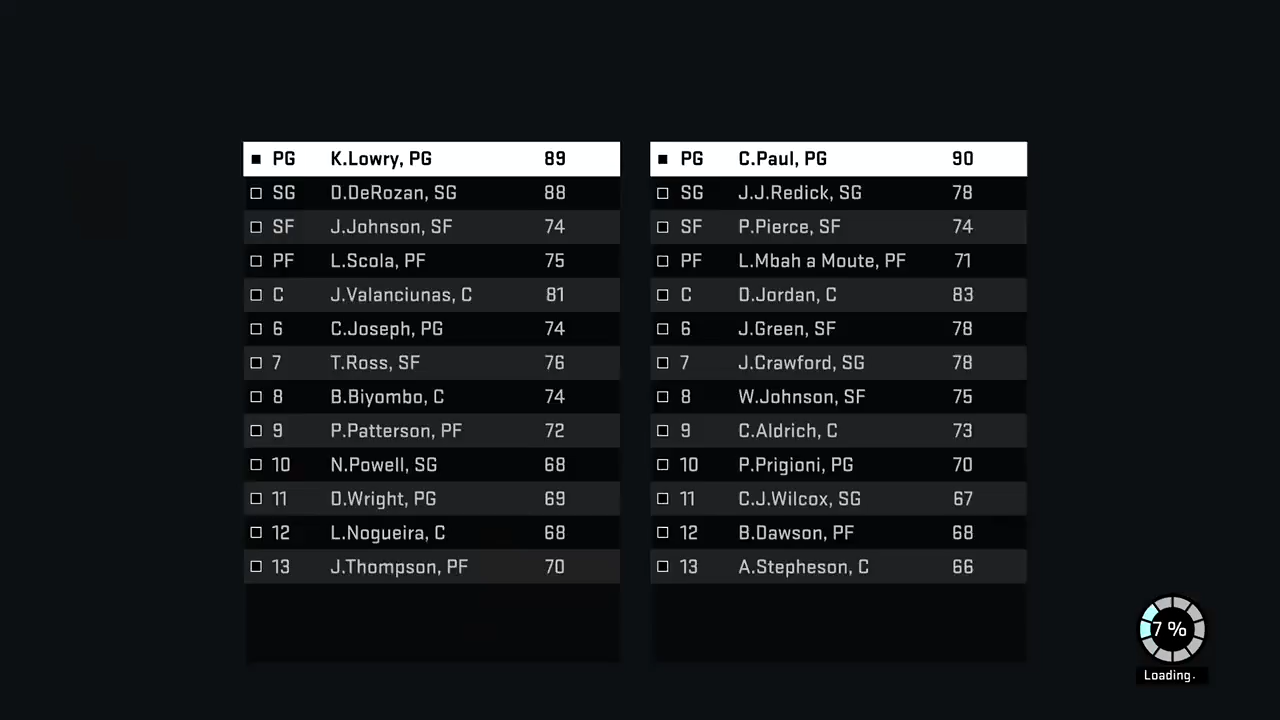 PG K.Lowry, PG 89
SG D.DeRozan, SG 88
SF J.Johnson, SF 74
PF L.Scola, PF 75
C J.Valanciunas, C 81
6 C.Joseph, PG 74
7 T.Ross, SF 76
8 B.Biyombo, C 74
9 P.Patterson, PF 72
10 N.Powell, SG 68
11 D.Wright, PG 69
12 L.Nogueira, C 68
13 J.Thompson, PF 70
PG C.Paul, PG 90
SG J.J.Redick, SG 78
SF P.Pierce, SF 74
PF L.Mbah a Moute, PF 71
C D.Jordan, C 83
6 J.Green, SF 78
7 J.Crawford, SG 78
8 W.Johnson, SF 75
9 C.Aldrich, C 73
10 P.Prigioni, PG 70
11 C.J.Wilcox, SG 67
12 B.Dawson, PF 68
13 A.Stepheson, C 66
7 %
Loading.